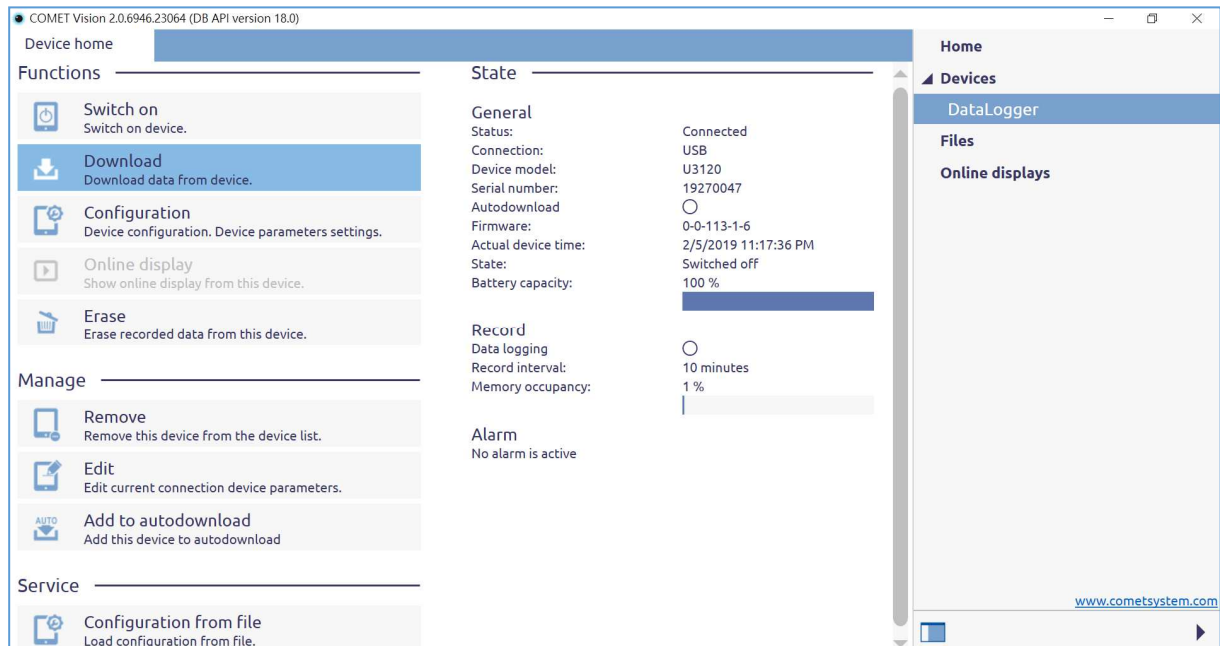 COMET Vision 2.0.6946.23064 (DB API version 18.0)
Device home
Functions
Switch on
Switch on device.
Download
Download data from device.
Configuration
Device configuration. Device parameters settings.
Online display
Show online display from this device.
Erase
Erase recorded data from this device.
Manage
Remove
Remove this device from the device list.
Edit
Edit current connection device parameters.
AUTO
Add to autodownload
Add this device to autodownload
Service
Configuration from file
Load configuration from file.
State
General
Status: Connected
Connection: USB
Device model: U3120
Serial number: 19270047
Autodownload
Firmware: 0-0-113-1-6
Actual device time: 2/5/2019 11:17:36 PM
State: Switched off
Battery capacity: 100 %
Record
Data logging
Record interval: 10 minutes
Memory occupancy: 1 %
Alarm
No alarm is active
Home
Devices
DataLogger
Files
Online displays
www.cometsystem.com